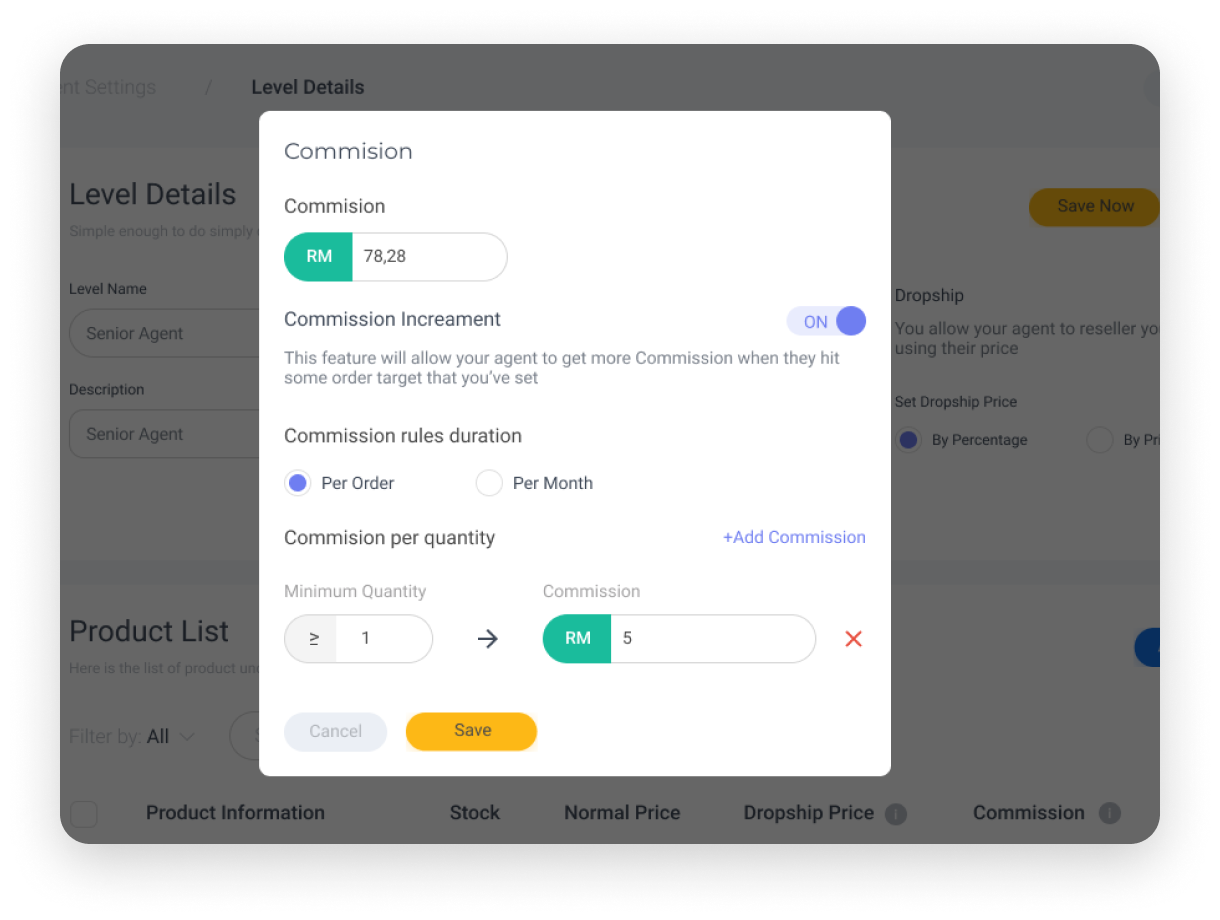 Settings / Level Details
Commision
Level Details
Commision
Save Now
Simple enough to do simply
RM 78,28
Level Name
Dropship
Senior Agent
Commission Increament ON
You allow your agent to reseller
using their price
This feature will allow your agent to get more Commission when they hit
some order target that you've set
Description
Set Dropship Price
Senior Agent
Commission rules duration
By Percentage By
Per Order Per Month
Commision per quantity +Add Commission
Minimum Quantity Commission
Product List
≥ 1 → RM 5
Here is the list of product
Filter by: All
Cancel Save
Product Information Stock Normal Price Dropship Price Commission